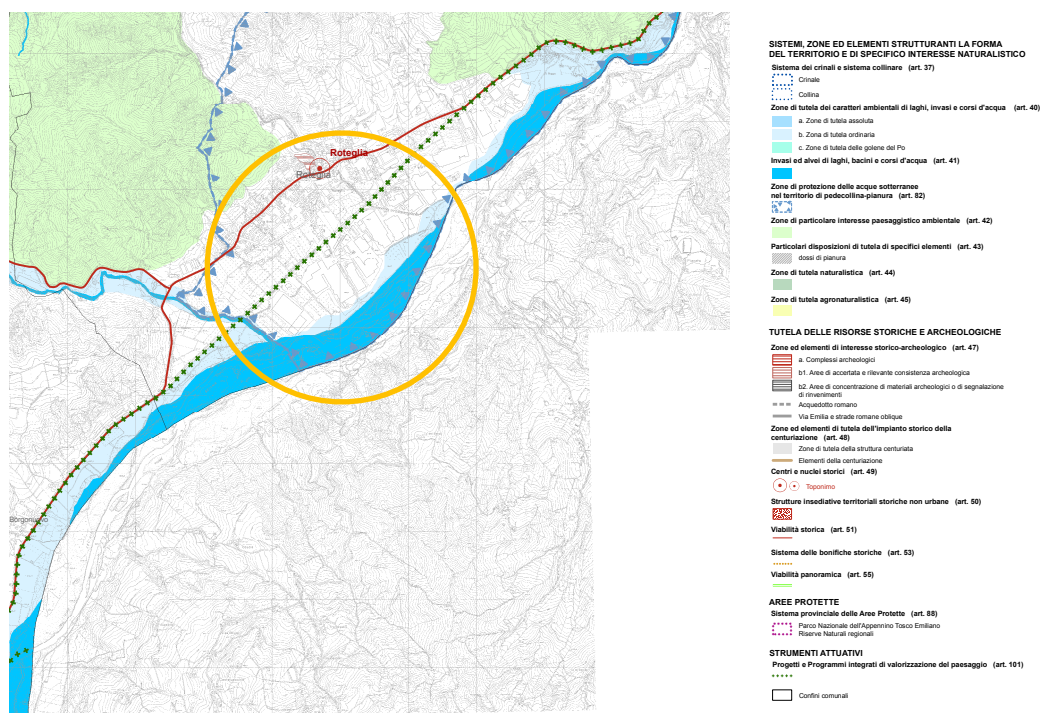 Roteglia
Roteglia
Borgonuovo
SISTEMI, ZONE ED ELEMENTI STRUTTURANTI LA FORMA
DEL TERRITORIO E DI SPECIFICO INTERESSE NATURALISTICO
Sistema dei crinali e sistema collinare (art. 37)
Crinale
Collina
Zone di tutela dei caratteri ambientali di laghi, invasi e corsi d'acqua (art. 40)
a. Zone di tutela assoluta
b. Zona di tutela ordinaria
c. Zone di tutela delle golene del Po
Invasi ed alvei di laghi, bacini e corsi d'acqua (art. 41)
Zone di protezione delle acque sotterranee
nel territorio di pedecollina-pianura (art. 82)
Zone di particolare interesse paesaggistico ambientale (art. 42)
Particolari disposizioni di tutela di specifici elementi (art. 43)
dossi di pianura
Zone di tutela naturalistica (art. 44)
Zone di tutela agronaturalistica (art. 45)
TUTELA DELLE RISORSE STORICHE E ARCHEOLOGICHE
Zone ed elementi di interesse storico-archeologico (art. 47)
a. Complessi archeologici
b1. Aree di accertata e rilevante consistenza archeologica
b2. Aree di concentrazione di materiali archeologici o di segnalazione
di rinvenimenti
Acquedotto romano
Via Emilia e strade romane oblique
Zone ed elementi di tutela dell'impianto storico della
centuriazione (art. 48)
Zone di tutela della struttura centuriata
Elementi della centuriazione
Centri e nuclei storici (art. 49)
Toponimo
Strutture insediative territoriali storiche non urbane (art. 50)
Viabilità storica (art. 51)
Sistema delle bonifiche storiche (art. 53)
Viabilità panoramica (art. 55)
AREE PROTETTE
Sistema provinciale delle Aree Protette (art. 88)
Parco Nazionale dell'Appennino Tosco Emiliano
Riserve Naturali regionali
STRUMENTI ATTUATIVI
Progetti e Programmi integrati di valorizzazione del paesaggio (art. 101)
Confini comunali